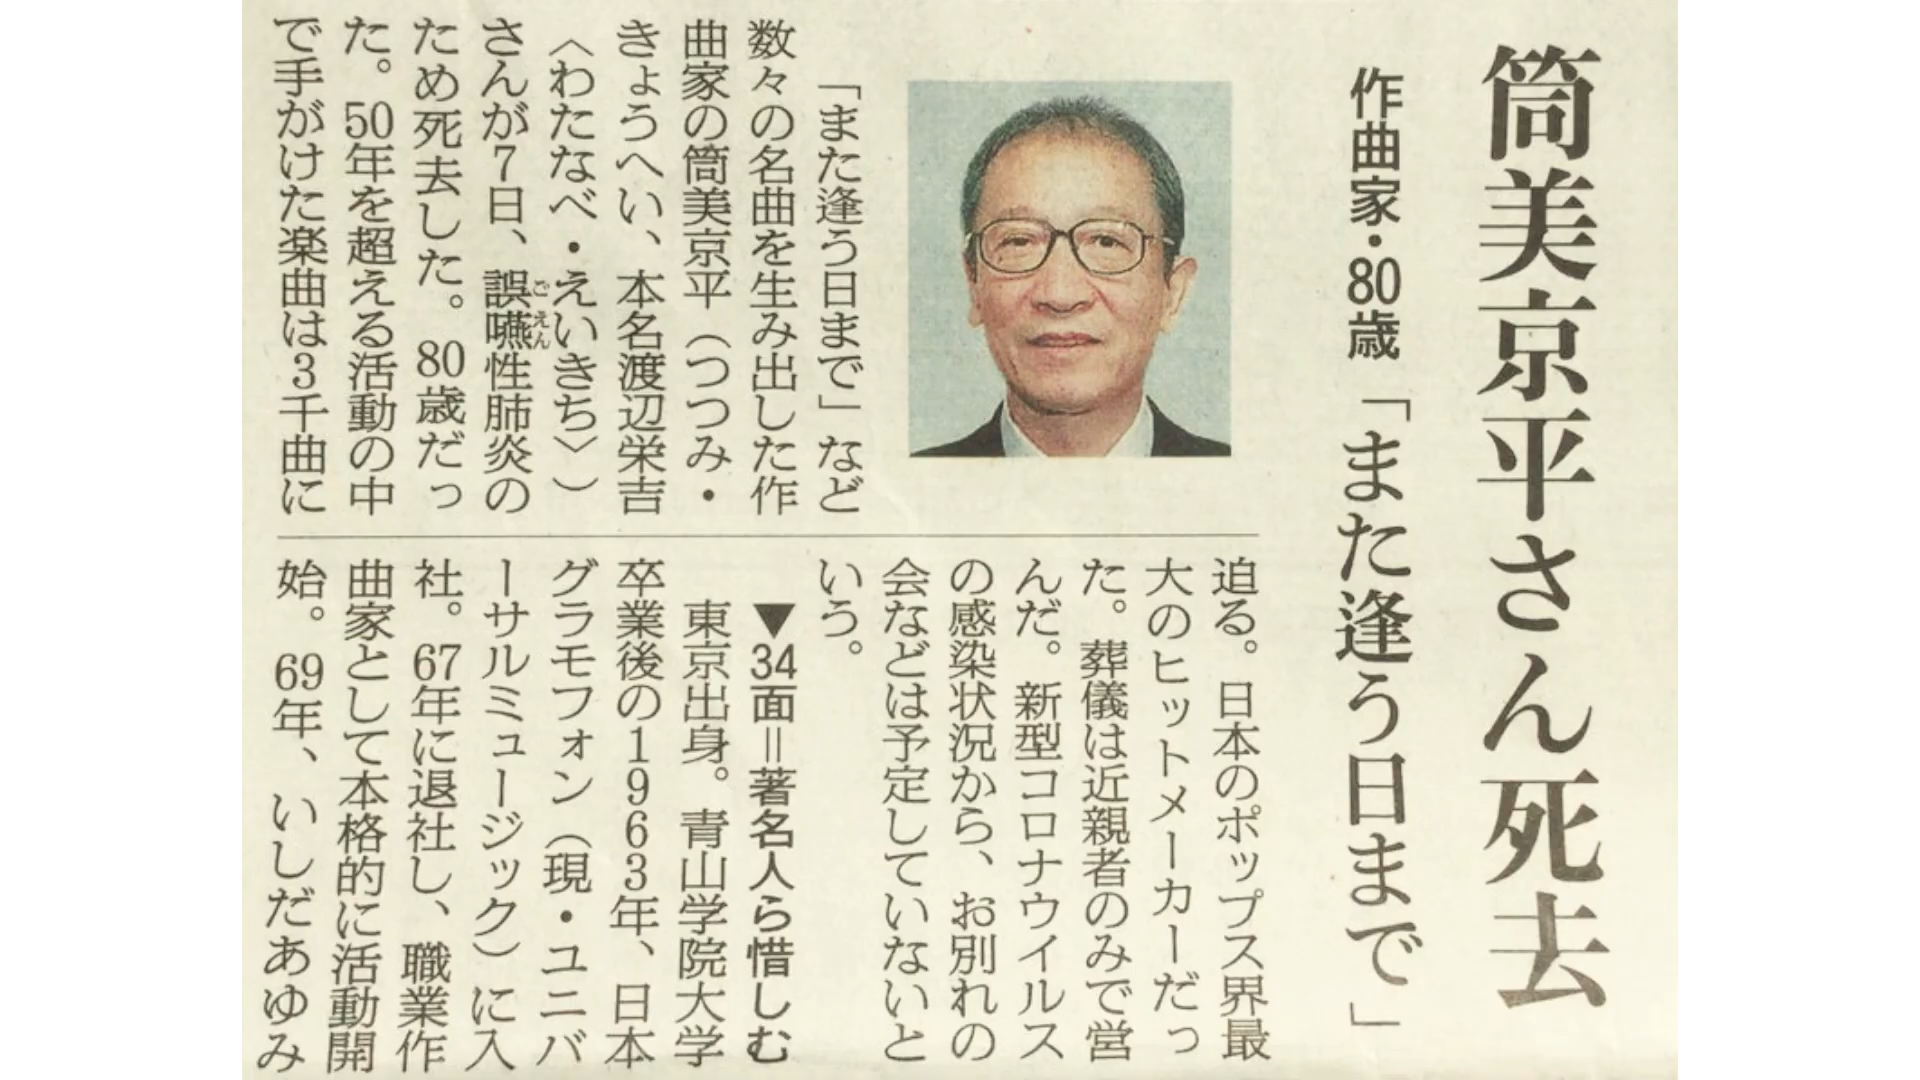 筒美京平さん死去
作曲家・80歳「また逢う日まで」
「また逢う日まで」など
数々の名曲を生み出した作
曲家の筒美京平（つつみ・
きょうへい、本名渡辺栄吉
〈わたなべ・えいきち〉）
さんが7日、誤嚥性肺炎の
ごえん
ため死去した。80歳だっ
た。50年を超える活動の中
で手がけた楽曲は3千曲に
迫る。日本のポップス界最
大のヒットメーカーだっ
た。葬儀は近親者のみで営
んだ。新型コロナウイルス
の感染状況から、お別れの
会などは予定していないと
いう。
▼34面＝著名人ら惜しむ
東京出身。青山学院大学
卒業後の1963年、日本
グラモフォン（現・ユニバ
ーサルミュージック）に入
社。67年に退社し、職業作
曲家として本格的に活動開
始。69年、いしだあゆみ